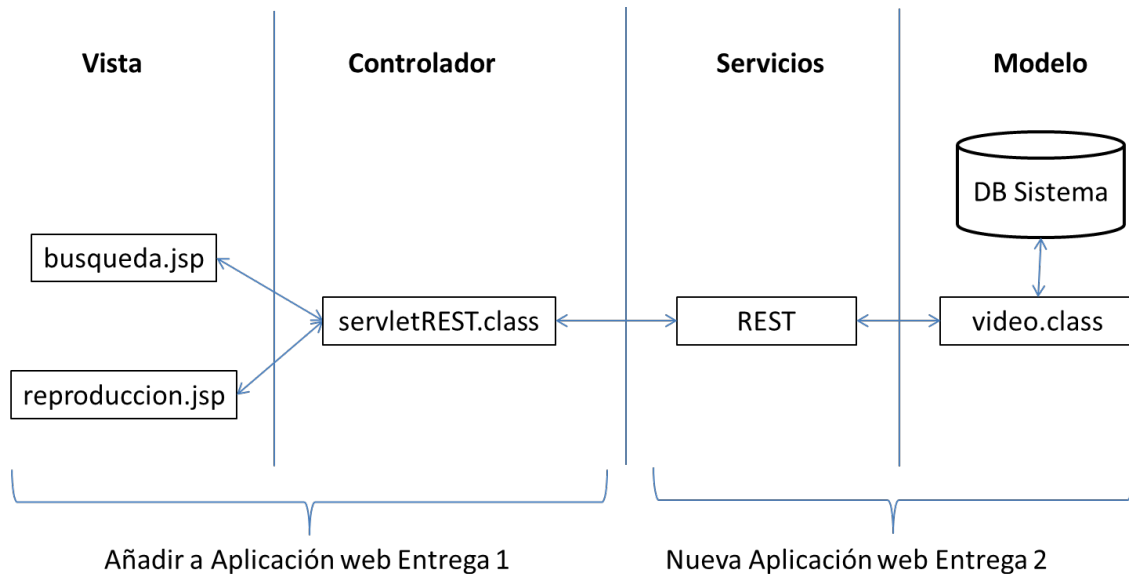 Vista
Controlador
Servicios
Modelo
DB Sistema
busqueda.jsp
servletREST.class
REST
video.class
reproduccion.jsp
Añadir a Aplicación web Entrega 1
Nueva Aplicación web Entrega 2